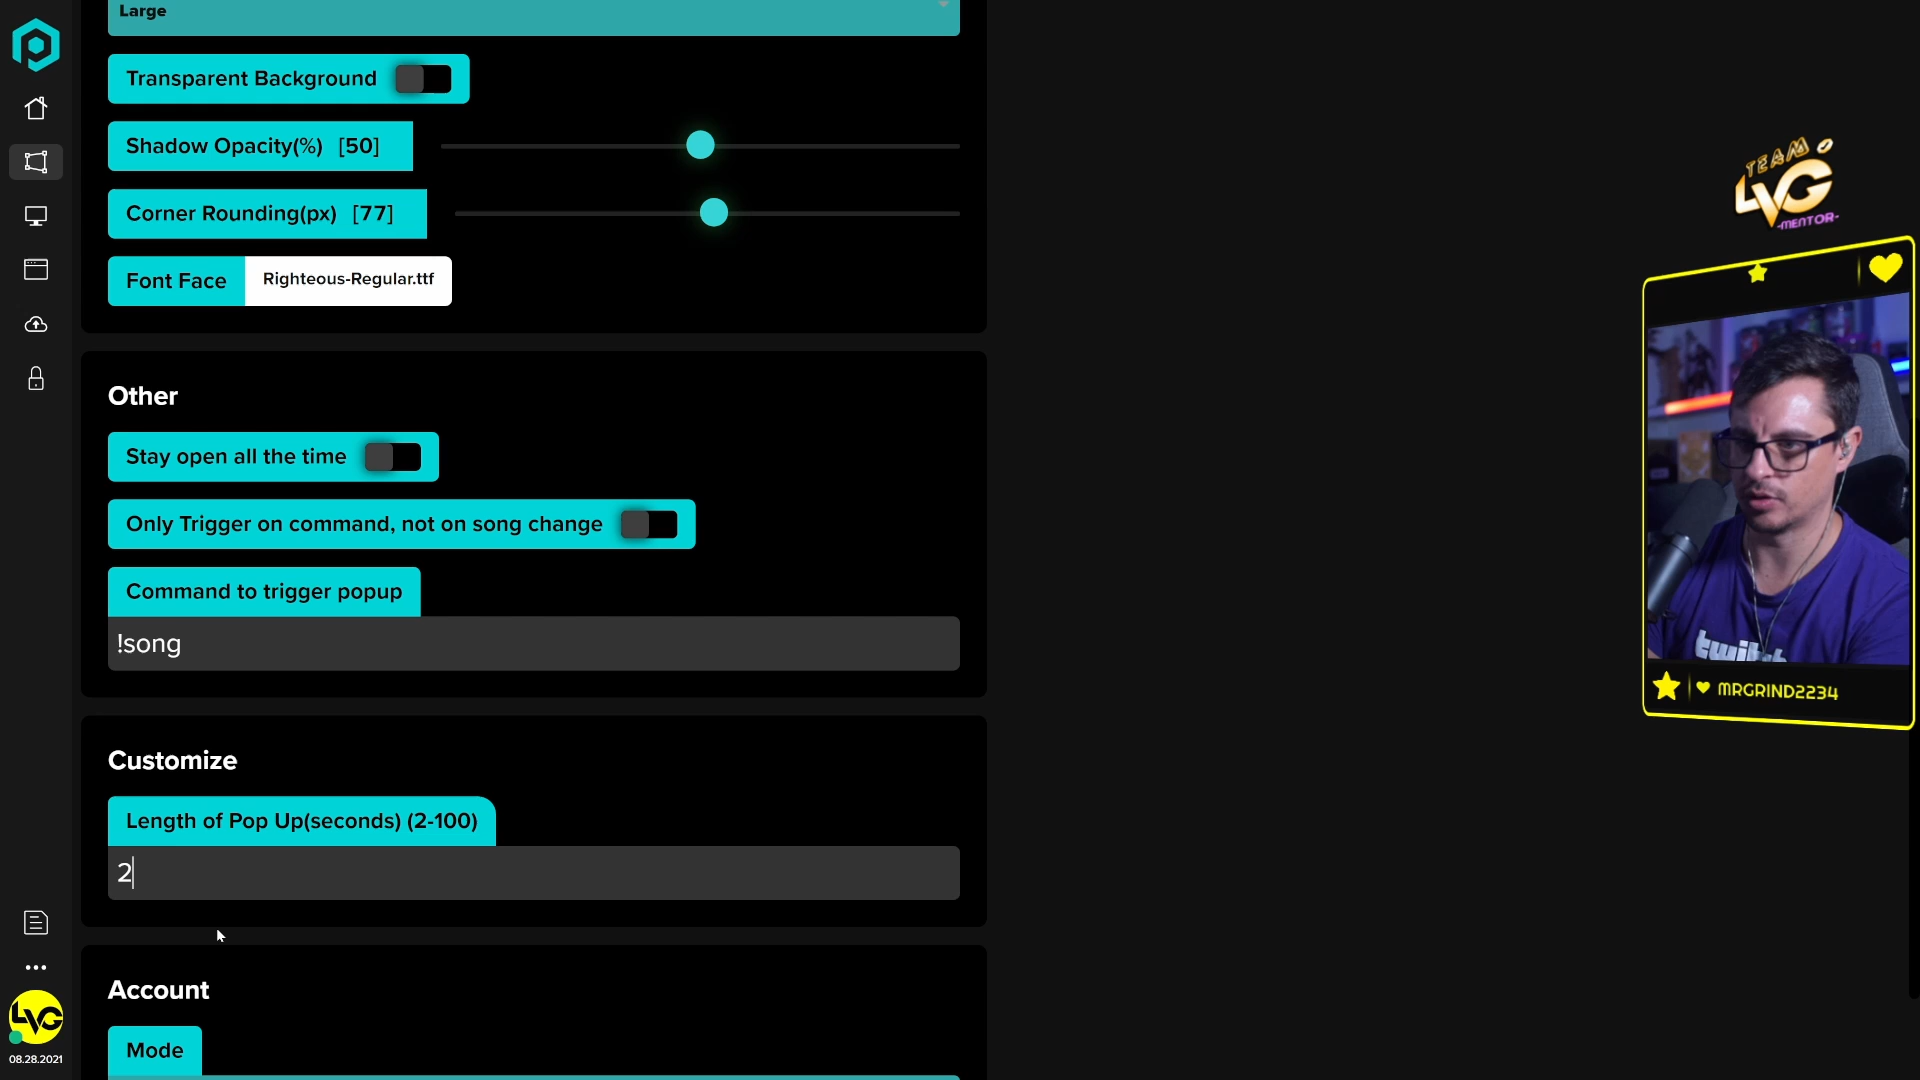 Large
Transparent Background
Shadow Opacity(%) [50]
Corner Rounding(px) [77]
Font Face Righteous-Regular.ttf
Other
Stay open all the time
Only Trigger on command, not on song change
Command to trigger popup
!song
Customize
Length of Pop Up(seconds) (2-100)
2
Account
Mode
LVG
08.28.2021
TEAM
LVG
-MENTOR-
twitch
MRGRIND2234